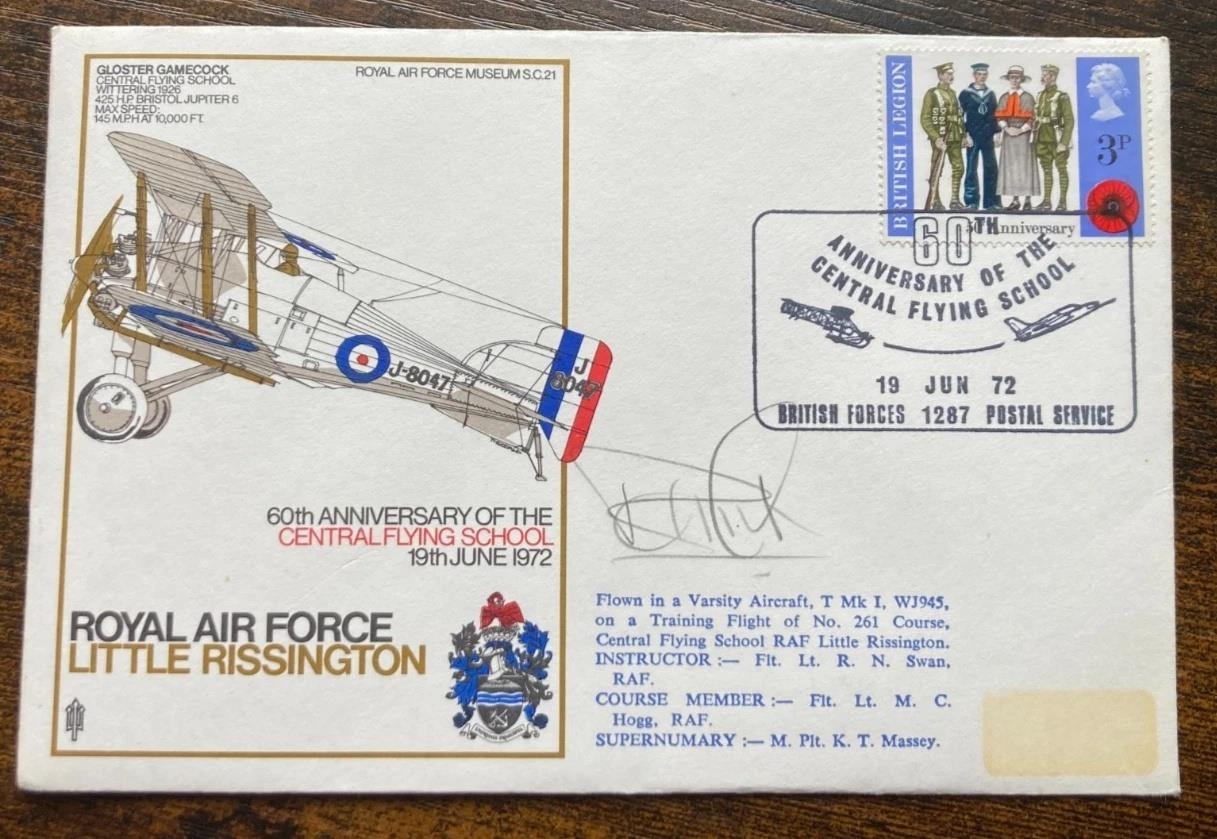 GLOSTER GAMECOCK
CENTRAL FLYING SCHOOL
WITTERING 1926
425 H.P. BRISTOL JUPITER 6
MAX SPEED:
145 M.P.H AT 10,000 FT.
ROYAL AIR FORCE MUSEUM S.C.21
BRITISH LEGION
3P
50th Anniversary
60TH
ANNIVERSARY OF THE
CENTRAL FLYING SCHOOL
19 JUN 72
BRITISH FORCES 1287 POSTAL SERVICE
J-8047
J
8047
60th ANNIVERSARY OF THE
CENTRAL FLYING SCHOOL
19th JUNE 1972
ROYAL AIR FORCE
LITTLE RISSINGTON
Flown in a Varsity Aircraft, T Mk I, WJ945,
on a Training Flight of No. 261 Course,
Central Flying School RAF Little Rissington.
INSTRUCTOR :— Flt. Lt. R. N. Swan,
RAF.
COURSE MEMBER :— Flt. Lt. M. C.
Hogg, RAF.
SUPERNUMARY :— M. Plt. K. T. Massey.